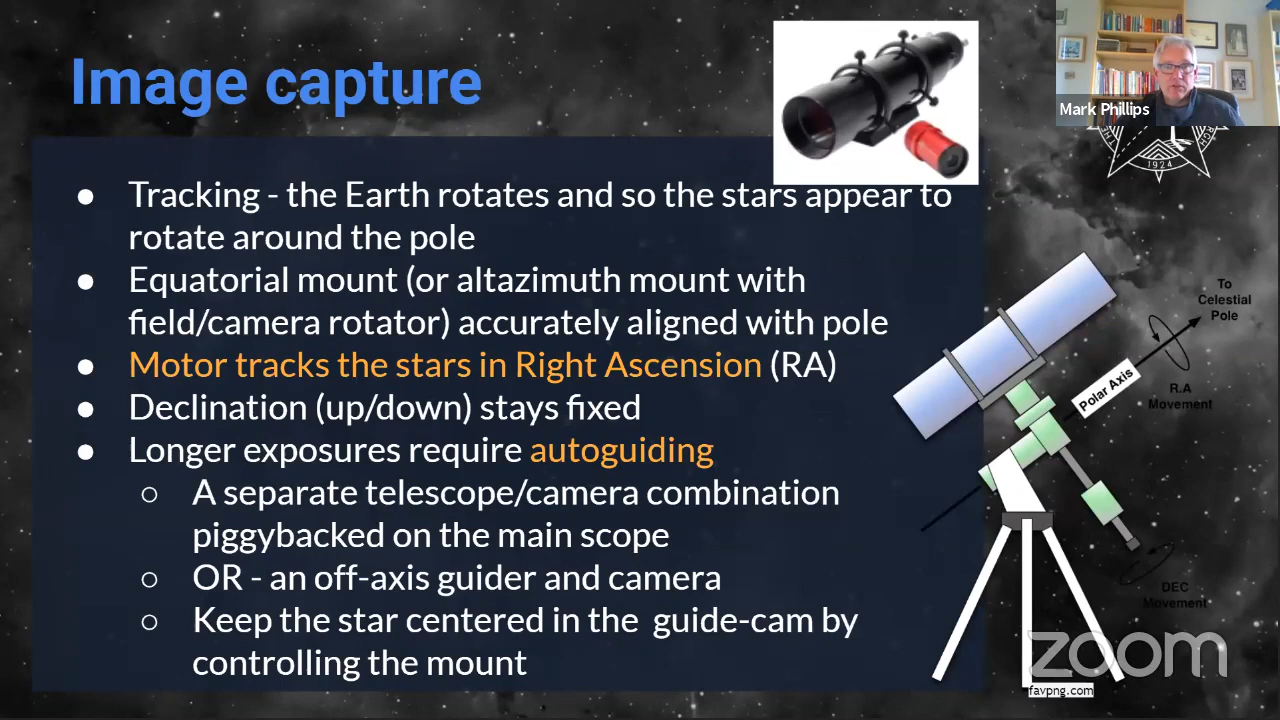 Image capture
Mark Phillips
1924
● Tracking - the Earth rotates and so the stars appear to
rotate around the pole
● Equatorial mount (or altazimuth mount with
field/camera rotator) accurately aligned with pole
● Motor tracks the stars in Right Ascension (RA)
● Declination (up/down) stays fixed
● Longer exposures require autoguiding
○ A separate telescope/camera combination
piggybacked on the main scope
○ OR - an off-axis guider and camera
○ Keep the star centered in the guide-cam by
controlling the mount
To
Celestial
Pole
Polar Axis
R.A
Movement
DEC
Movement
zoom
favpng.com